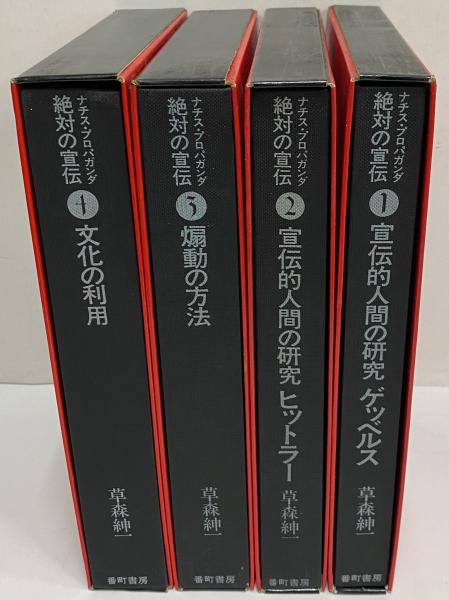 ナチス・プロパガンダ
絶対の宣伝
4
文化の利用
草森紳一
番町書房
ナチス・プロパガンダ
絶対の宣伝
3
煽動の方法
草森紳一
番町書房
ナチス・プロパガンダ
絶対の宣伝
2
宣伝的人間の研究 ヒットラー
草森紳一
番町書房
ナチス・プロパガンダ
絶対の宣伝
1
宣伝的人間の研究 ゲッベルス
草森紳一
番町書房